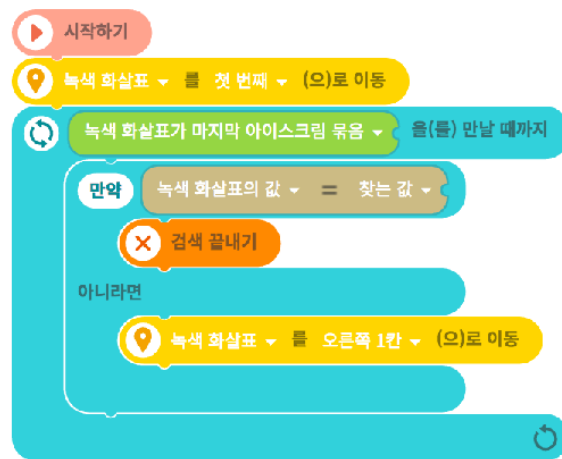 시작하기
녹색 화살표 를 첫 번째 (으)로 이동
녹색 화살표가 마지막 아이스크림 묶음 을(를) 만날 때까지
만약 녹색 화살표의 값 = 찾는 값
검색 끝내기
아니라면
녹색 화살표 를 오른쪽 1칸 (으)로 이동